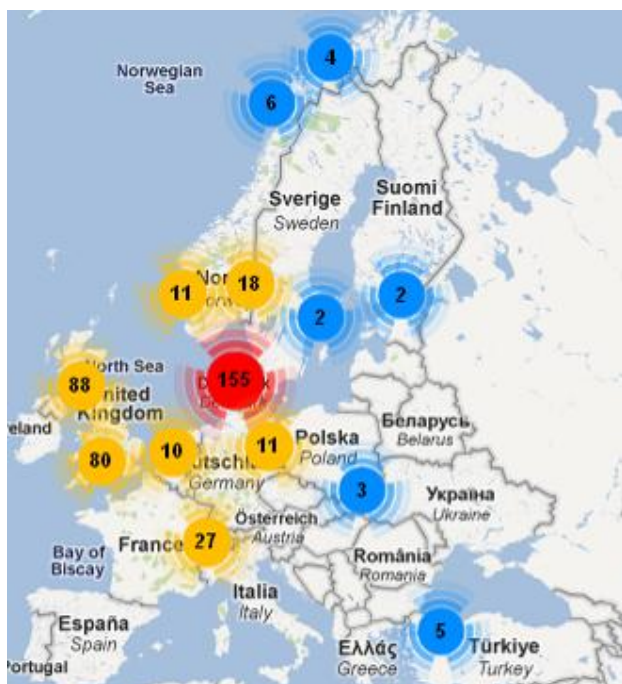 4
Norwegian
Sea
6
Sverige
Sweden
Suomi
Finland
18
11
2
2
155
North Sea
88
United
Kingdom
80
10
11
Polska
Poland
Беларусь
Belarus
Germany
3
Україна
Ukraine
Österreich
Austria
France
27
Bay of
Biscay
România
Romania
Italia
Italy
España
Spain
Portugal
Ελλάς
Greece
5
Türkiye
Turkey